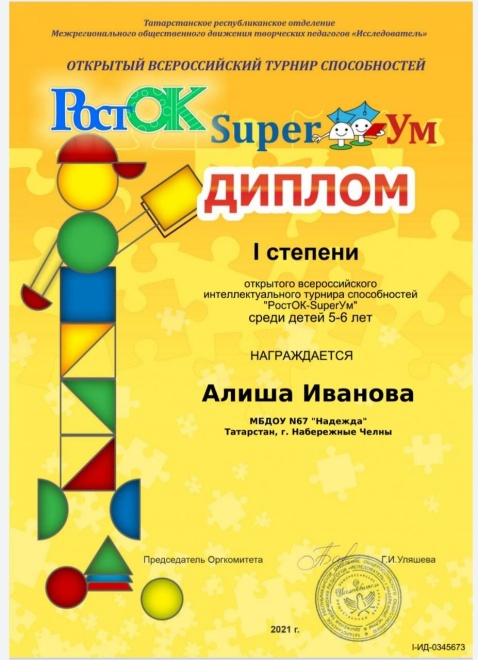 Татарстанское республиканское отделение
Межрегионального общественного движения творческих педагогов «Исследователь»
ОТКРЫТЫЙ ВСЕРОССИЙСКИЙ ТУРНИР СПОСОБНОСТЕЙ
РостОК
SuperУм
ДИПЛОМ
I степени
открытого всероссийского
интеллектуального турнира способностей
"РостОК-SuperУм"
среди детей 5-6 лет
НАГРАЖДАЕТСЯ
Алиша Иванова
МБДОУ N67 "Надежда"
Татарстан, г. Набережные Челны
Председатель Оргкомитета Г.И.Уляшева
2021 г.
I-ИД-0345673